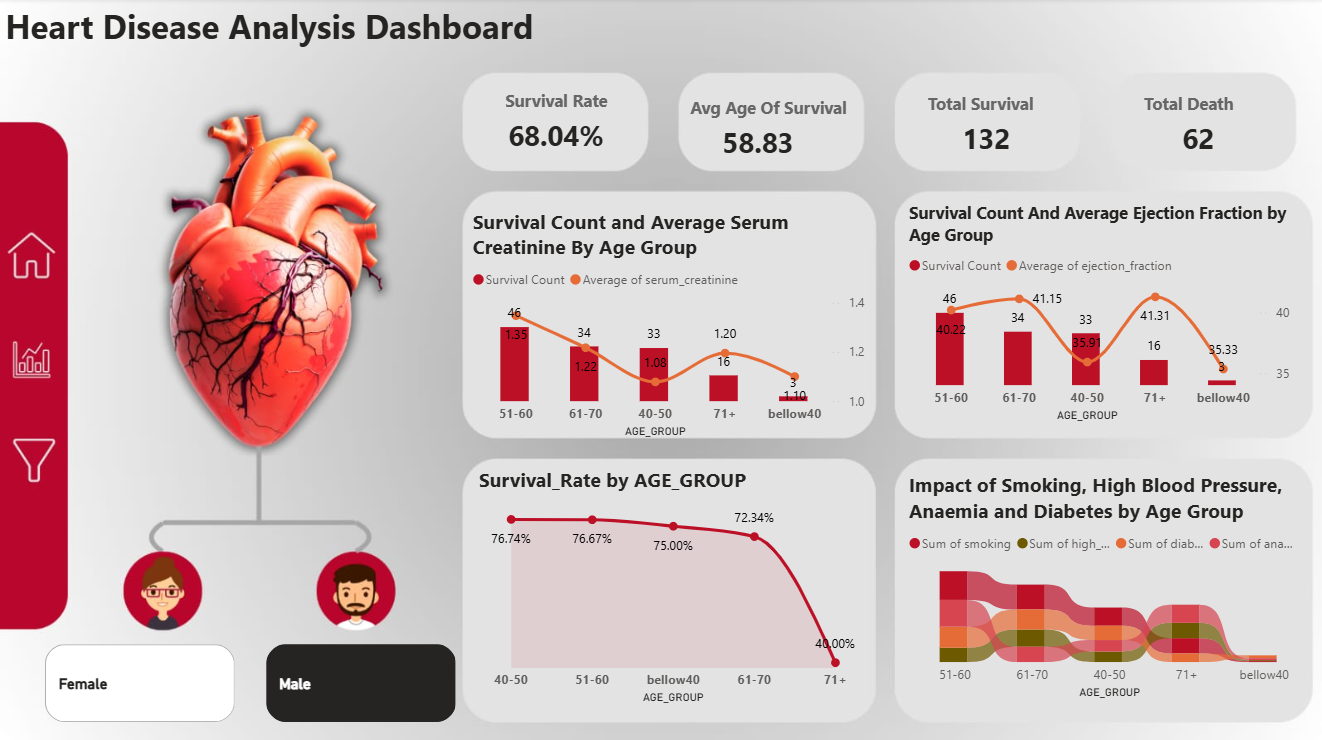 Heart Disease Analysis Dashboard
Survival Rate
68.04%
Avg Age Of Survival
58.83
Total Survival
132
Total Death
62
Survival Count and Average Serum
Creatinine By Age Group
Survival Count Average of serum_creatinine
1.4
1.2
1.0
46
1.35
34
1.22
33
1.08
1.20
16
3
1.10
51-60 61-70 40-50 71+ bellow40
AGE_GROUP
Survival Count And Average Ejection Fraction by
Age Group
Survival Count Average of ejection_fraction
40
35
46
40.22
41.15
34
33
35.91
41.31
16
35.33
3
51-60 61-70 40-50 71+ bellow40
AGE_GROUP
Survival_Rate by AGE_GROUP
76.74% 76.67% 75.00% 72.34% 40.00%
40-50 51-60 bellow40 61-70 71+
AGE_GROUP
Impact of Smoking, High Blood Pressure,
Anaemia and Diabetes by Age Group
Sum of smoking Sum of high_... Sum of diab... Sum of ana...
51-60 61-70 40-50 71+ bellow40
AGE_GROUP
Female
Male